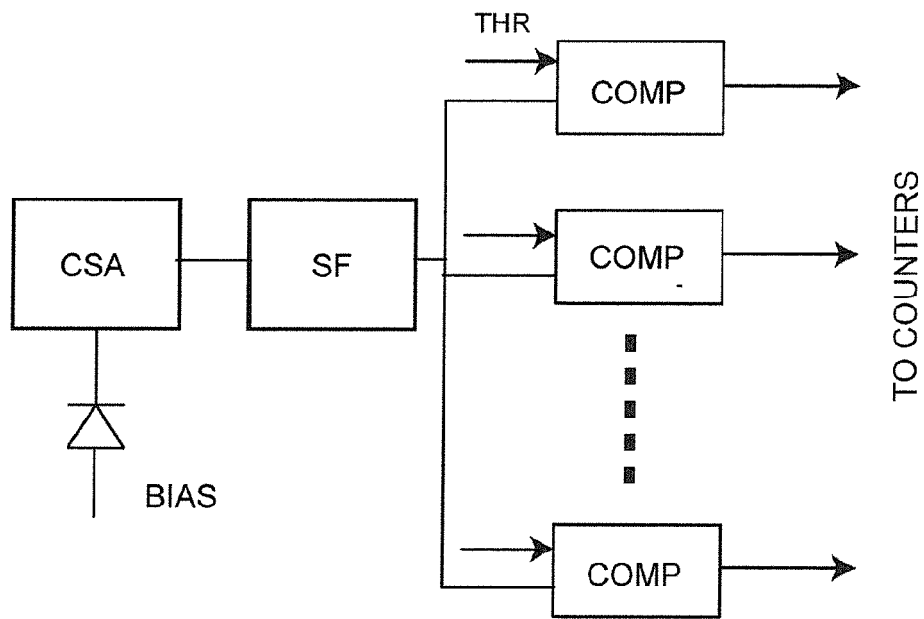 THR
COMP
CSA
SF
COMP
BIAS
COMP
TO COUNTERS